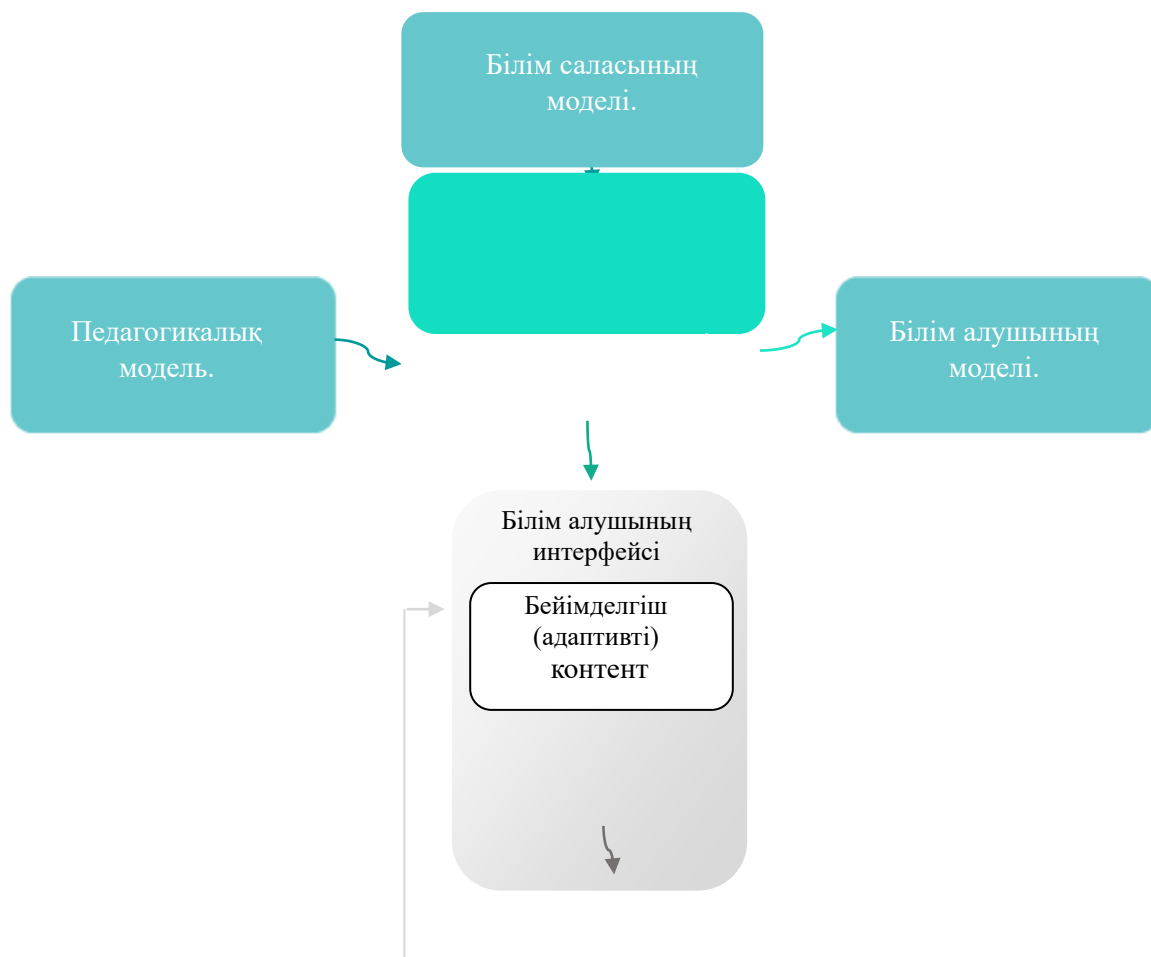 Білім саласының
моделі.
Педагогикалық
модель.
Білім алушының
моделі.
Білім алушының
интерфейсі
Бейімделгіш
(адаптивті)
контент